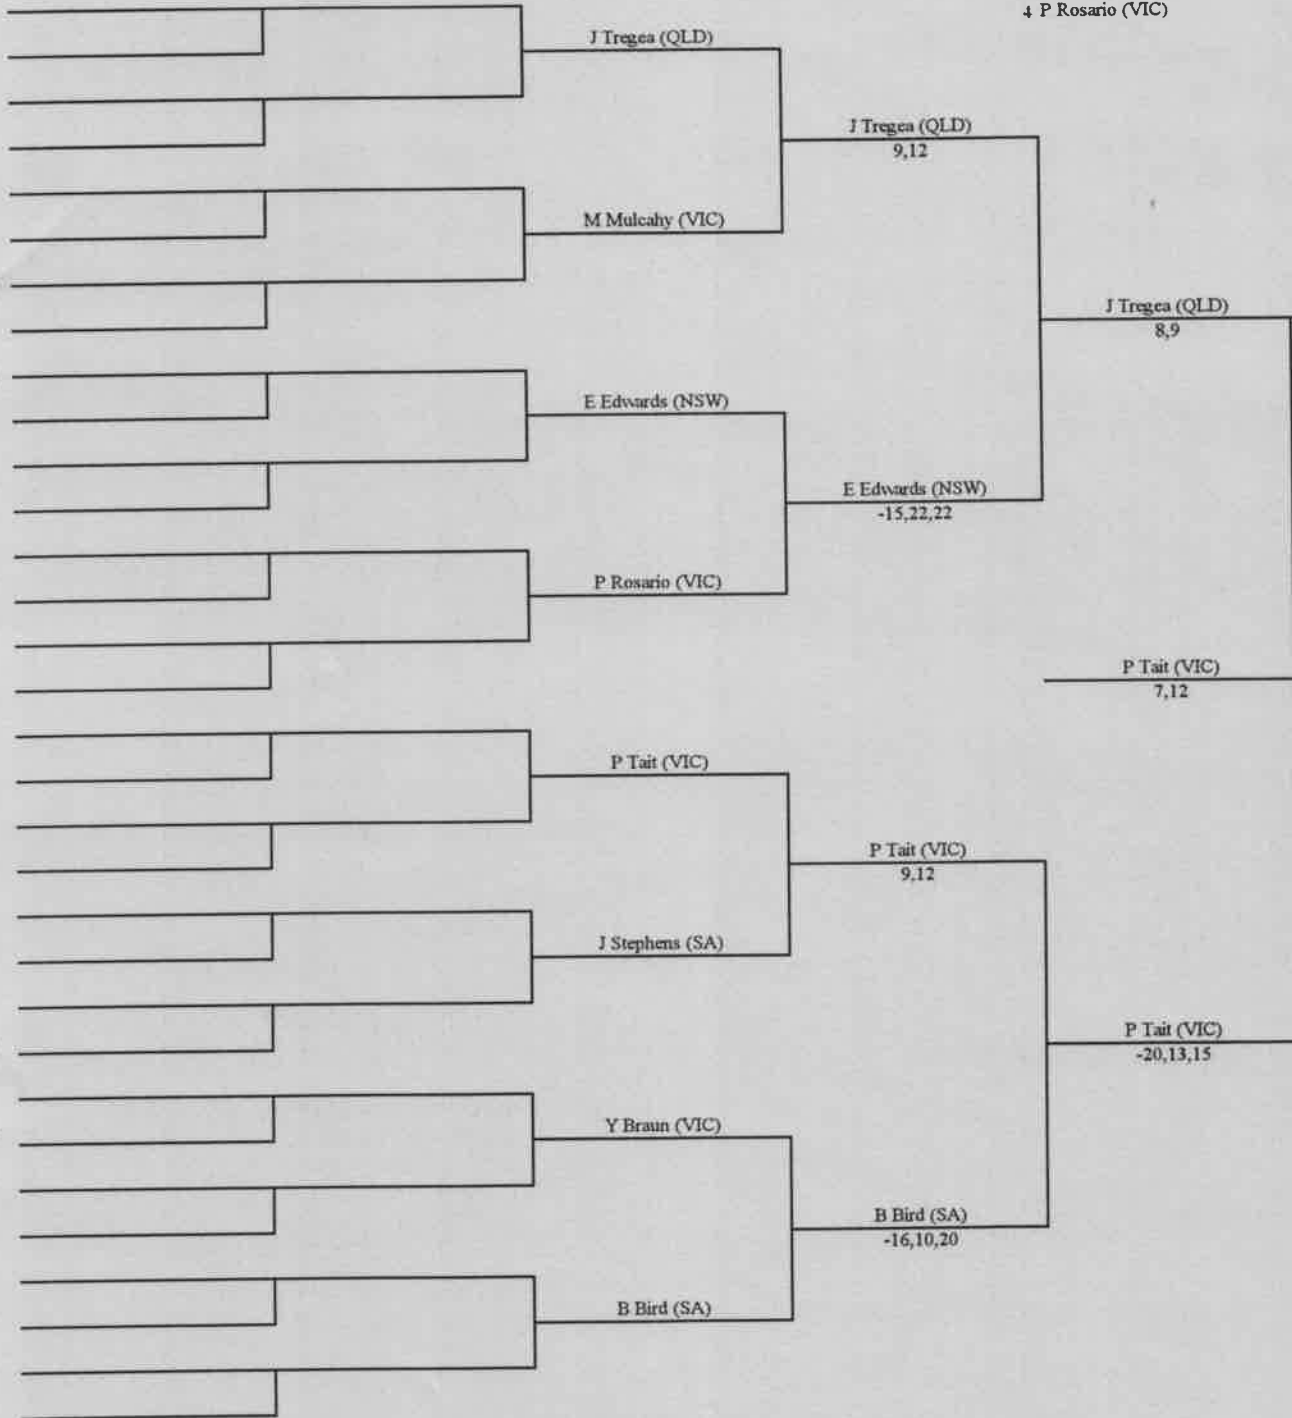 4 P Rosario (VIC)
J Tregea (QLD)
J Tregea (QLD)
9,12
M Mulcahy (VIC)
J Tregea (QLD)
8,9
E Edwards (NSW)
E Edwards (NSW)
-15,22,22
P Rosario (VIC)
P Tait (VIC)
7,12
P Tait (VIC)
P Tait (VIC)
9,12
J Stephens (SA)
P Tait (VIC)
-20,13,15
Y Braun (VIC)
B Bird (SA)
-16,10,20
B Bird (SA)